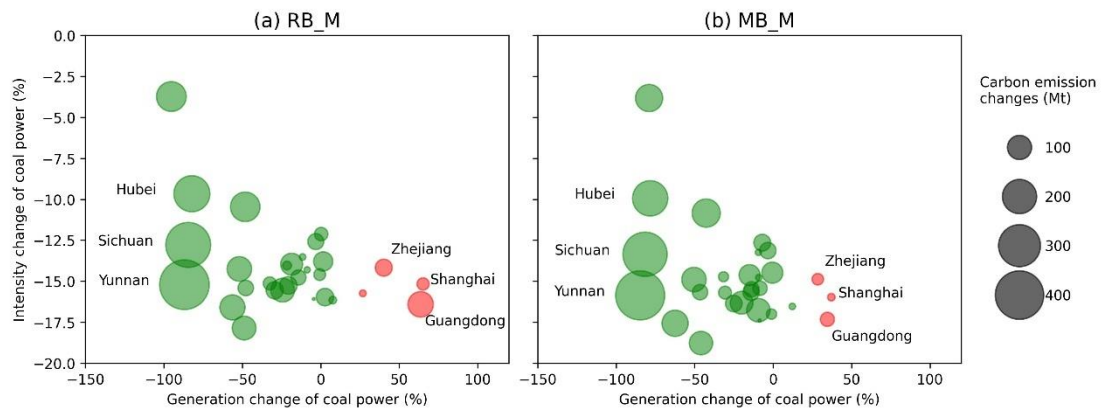 (a) RB_M
(b) MB_M
Intensity change of coal power (%)
0.0
−2.5
−5.0
−7.5
−10.0
−12.5
−15.0
−17.5
−20.0
Hubei
Sichuan
Yunnan
Zhejiang
Shanghai
Guangdong
−150
−100
−50
0
50
100
Generation change of coal power (%)
Hubei
Sichuan
Yunnan
Zhejiang
Shanghai
Guangdong
−150
−100
−50
0
50
100
Generation change of coal power (%)
Carbon emission
changes (Mt)
100
200
300
400